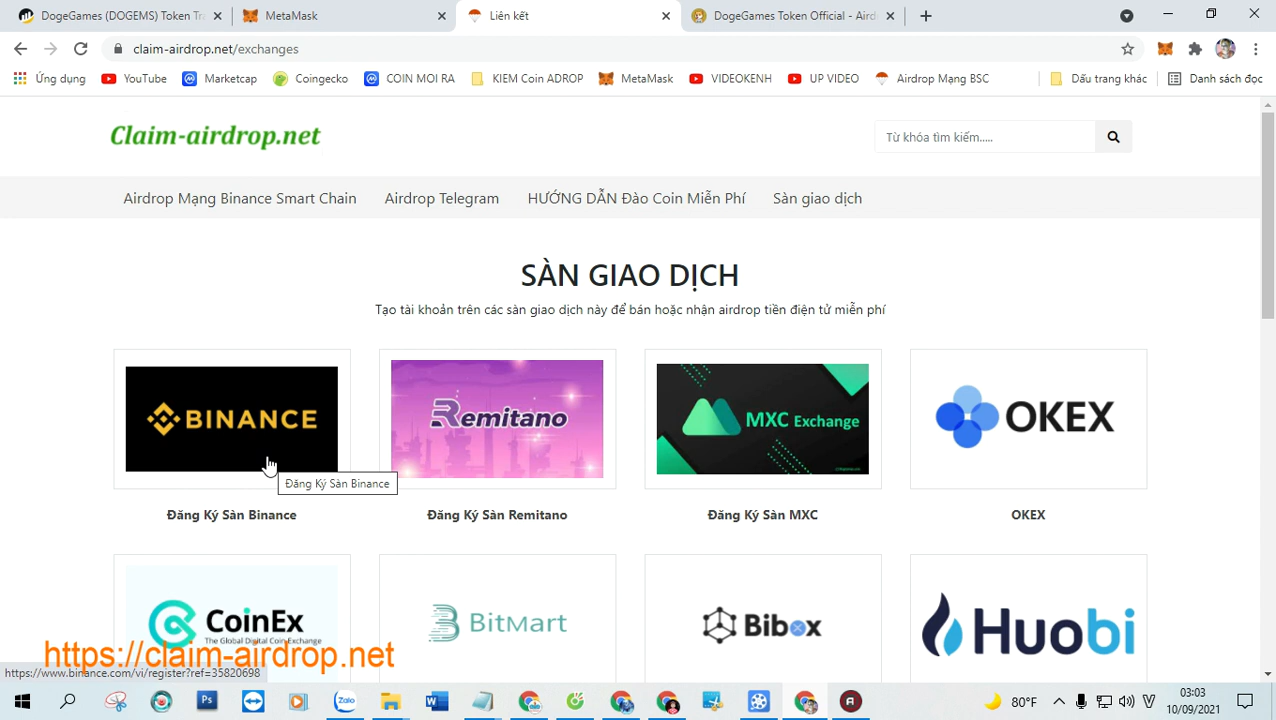 DogeGames (DOGEMS) Token Tr
MetaMask
Liên kết
DogeGames Token Official - Aird
claim-airdrop.net/exchanges
Ứng dụng
YouTube
Marketcap
Coingecko
COIN MOI RA
KIEM Coin ADROP
MetaMask
VIDEOKENH
UP VIDEO
Airdrop Mạng BSC
Dấu trang khác
Danh sách đọc
Claim-airdrop.net
Từ khóa tìm kiếm.....
Airdrop Mạng Binance Smart Chain
Airdrop Telegram
HƯỚNG DẪN Đào Coin Miễn Phí
Sàn giao dịch
SÀN GIAO DỊCH
Tạo tài khoản trên các sàn giao dịch này để bán hoặc nhận airdrop tiền điện tử miễn phí
BINANCE
Remitano
MXC Exchange
OKEX
Đăng Ký Sàn Binance
Đăng Ký Sàn Binance
Đăng Ký Sàn Remitano
Đăng Ký Sàn MXC
OKEX
CoinEx
The Global Digital Coin Exchange
BitMart
Bibox
Huobi
https://claim-airdrop.net
https://www.binance.com/vi/register?ref=35820698
Ps
Zalo
W
A
80°F
V
03:03
10/09/2021